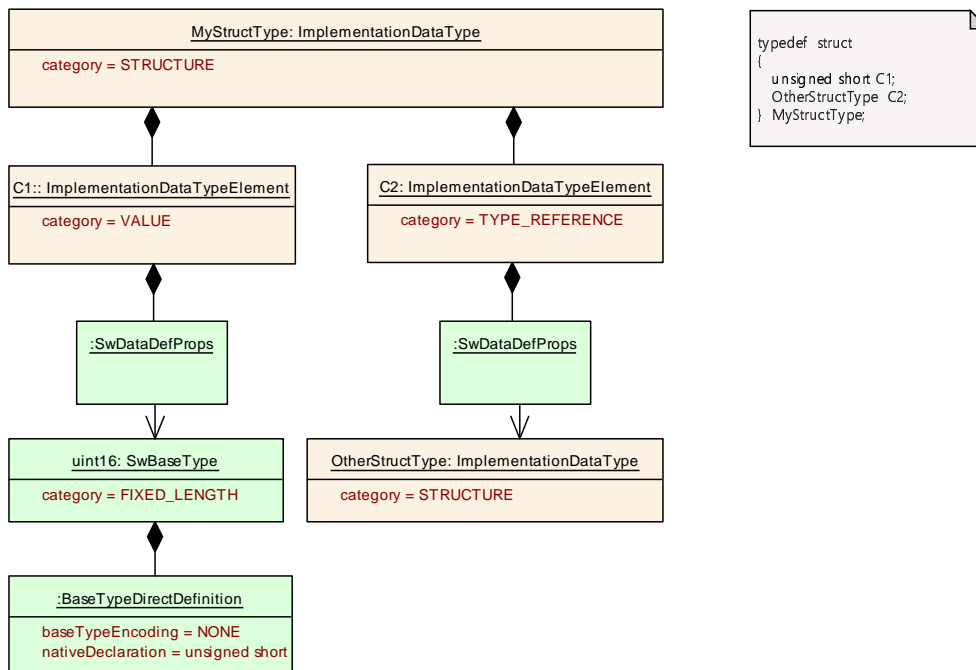 MyStructType: ImplementationDataType
category = STRUCTURE
typedef struct
{
unsigned short C1;
OtherStructType C2;
} MyStructType;
C1:: ImplementationDataTypeElement
category = VALUE
C2: ImplementationDataTypeElement
category = TYPE_REFERENCE
:SwDataDefProps
:SwDataDefProps
uint16: SwBaseType
category = FIXED_LENGTH
OtherStructType: ImplementationDataType
category = STRUCTURE
:BaseTypeDirectDefinition
baseTypeEncoding = NONE
nativeDeclaration = unsigned short